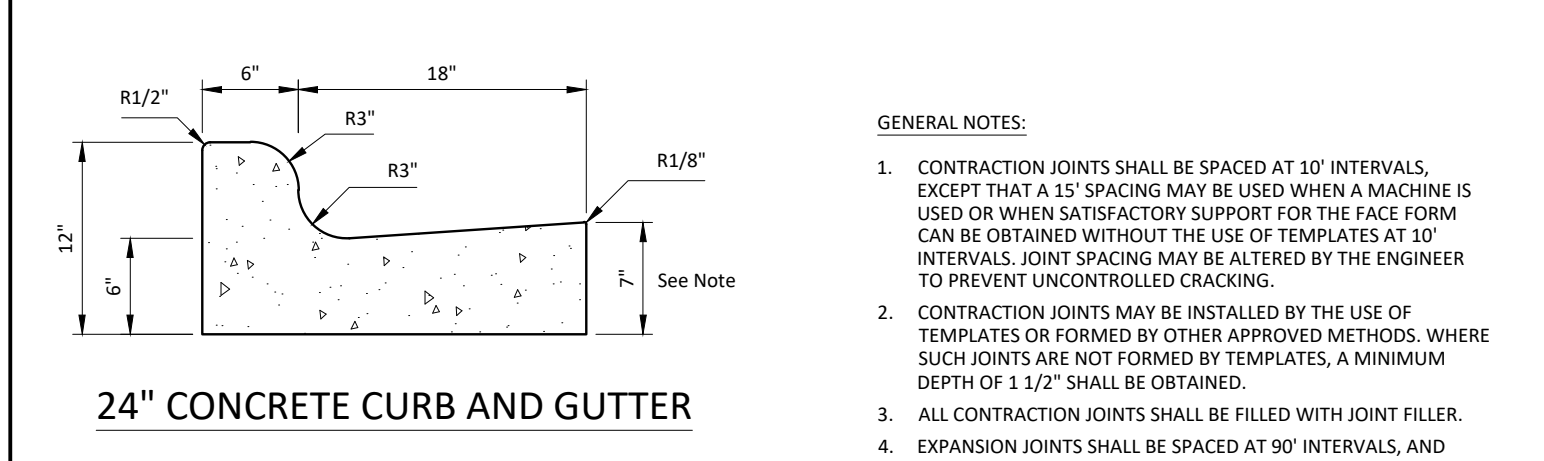 6"
18"
R1/2"
R3"
R3"
R1/8"
12"
6"
7"
See Note
24" CONCRETE CURB AND GUTTER
GENERAL NOTES:
1. CONTRACTION JOINTS SHALL BE SPACED AT 10' INTERVALS,
EXCEPT THAT A 15' SPACING MAY BE USED WHEN A MACHINE IS
USED OR WHEN SATISFACTORY SUPPORT FOR THE FACE FORM
CAN BE OBTAINED WITHOUT THE USE OF TEMPLATES AT 10'
INTERVALS. JOINT SPACING MAY BE ALTERED BY THE ENGINEER
TO PREVENT UNCONTROLLED CRACKING.
2. CONTRACTION JOINTS MAY BE INSTALLED BY THE USE OF
TEMPLATES OR FORMED BY OTHER APPROVED METHODS. WHERE
SUCH JOINTS ARE NOT FORMED BY TEMPLATES, A MINIMUM
DEPTH OF 1 1/2" SHALL BE OBTAINED.
3. ALL CONTRACTION JOINTS SHALL BE FILLED WITH JOINT FILLER.
4. EXPANSION JOINTS SHALL BE SPACED AT 90' INTERVALS, AND